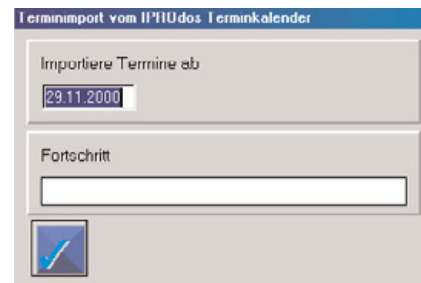 Terminimport vom Terminkalender
Importiere Termine ab
29.11.2000
Fortschritt